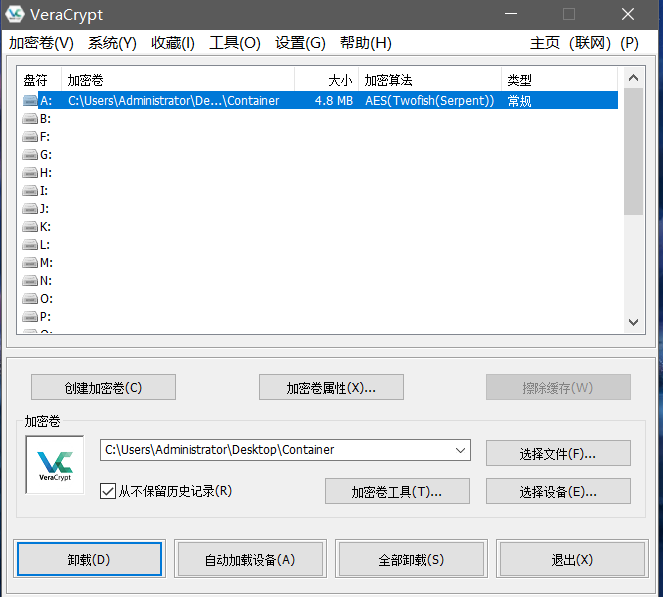 VeraCrypt
加密卷(V) 系统(Y) 收藏(I) 工具(O) 设置(G) 帮助(H) 主页 (联网) (P)
盘符 加密卷 大小 加密算法 类型
A: C:\Users\Administrator\De...\Container 4.8 MB AES(Twofish(Serpent)) 常规
B:
F:
G:
H:
I:
J:
K:
L:
M:
N:
O:
P:
创建加密卷(C) 加密卷属性(X)... 擦除缓存(W)
加密卷
VeraCrypt
C:\Users\Administrator\Desktop\Container 选择文件(F)...
从不保留历史记录(R) 加密卷工具(T)... 选择设备(E)...
卸载(D) 自动加载设备(A) 全部卸载(S) 退出(X)